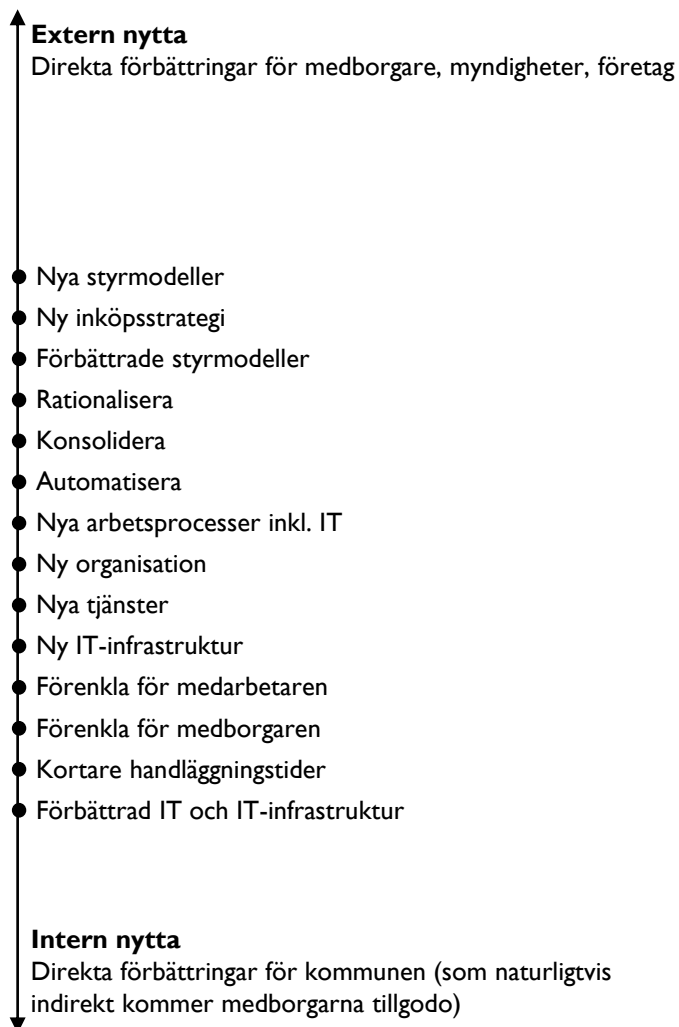 Extern nytta
Direkta förbättringar för medborgare, myndigheter, företag
Nya styrmodeller
Ny inköpsstrategi
Förbättrade styrmodeller
Rationalisera
Konsolidera
Automatisera
Nya arbetsprocesser inkl. IT
Ny organisation
Nya tjänster
Ny IT-infrastruktur
Förenkla för medarbetaren
Förenkla för medborgaren
Kortare handläggningstider
Förbättrad IT och IT-infrastruktur
Intern nytta
Direkta förbättringar för kommunen (som naturligtvis
indirekt kommer medborgarna tillgodo)